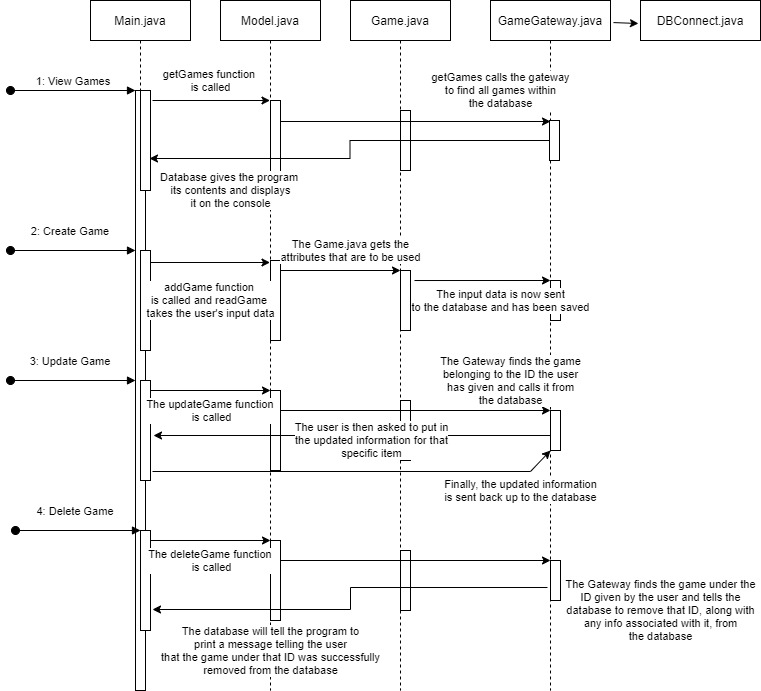 Main.java
Model.java
Game.java
GameGateway.java
DBConnect.java
1: View Games
getGames function
is called
getGames calls the gateway
to find all games within
the database
Database gives the program
its contents and displays
it on the console
2: Create Game
The Game.java gets the
attributes that are to be used
addGame function
is called and readGame
takes the user's input data
The input data is now sent
to the database and has been saved
3: Update Game
The Gateway finds the game
belonging to the ID the user
has given and calls it from
the database
The updateGame function
is called
The user is then asked to put in
the updated information for that
specific item
Finally, the updated information
is sent back up to the database
4: Delete Game
The deleteGame function
is called
The Gateway finds the game under the
ID given by the user and tells the
database to remove that ID, along with
any info associated with it, from
the database
The database will tell the program to
print a message telling the user
that the game under that ID was successfully
removed from the database